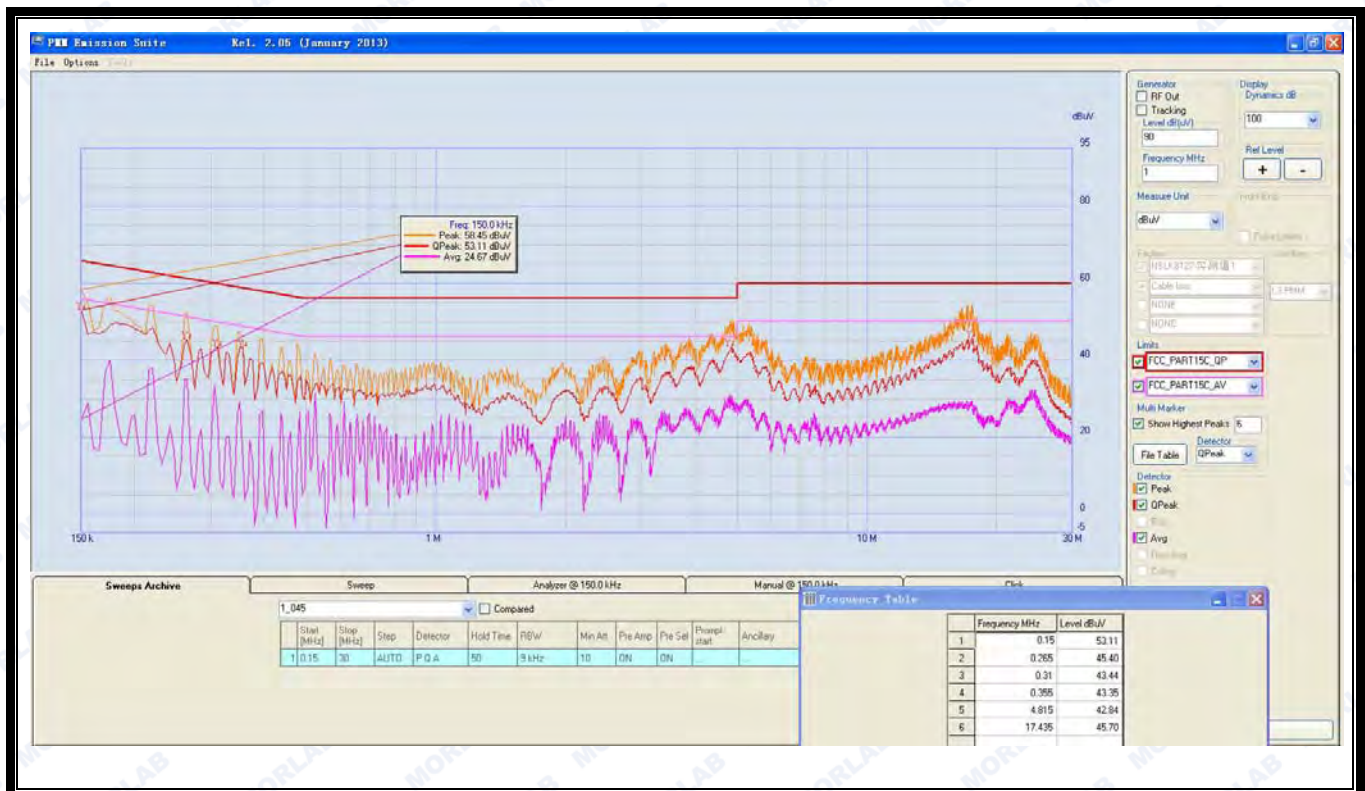 PMM Emission Suite Rel. 2.05 (January 2013)
File Options Tools
dBuV
95
80
60
40
20
0
-5
150 k 1 M 10 M 30 M
Freq: 150.0 kHz
Peak: 58.45 dBuV
QPeak: 53.11 dBuV
Avg: 24.67 dBuV
Generator
RF Out
Tracking
Level dB(uV)
90
Frequency MHz
1
Display
Dynamics dB
100
Ref Level
+ -
Measure Unit
dBuV
Cable loss
NONE
NONE
Limits
FCC_PART15C_QP
FCC_PART15C_AV
Multi Marker
Show Highest Peaks 6
File Table
Detector
QPeak
Detector
Peak
QPeak
Avg
Sweeps Archive Sweep Analyzer @ 150.0 kHz Manual @ 150.0 kHz Click
1_045 Compared
Start [MHz] Stop [MHz] Step Detector Hold Time RBW Min Att Pre Amp Pre Sel Prompt start Ancillary
1 0.15 30 AUTO P Q A 50 9 kHz 10 ON ON ... ...
Frequency Table
Frequency MHz Level dBuV
1 0.15 53.11
2 0.265 45.40
3 0.31 43.44
4 0.355 43.35
5 4.815 42.84
6 17.435 45.70
MORLAB